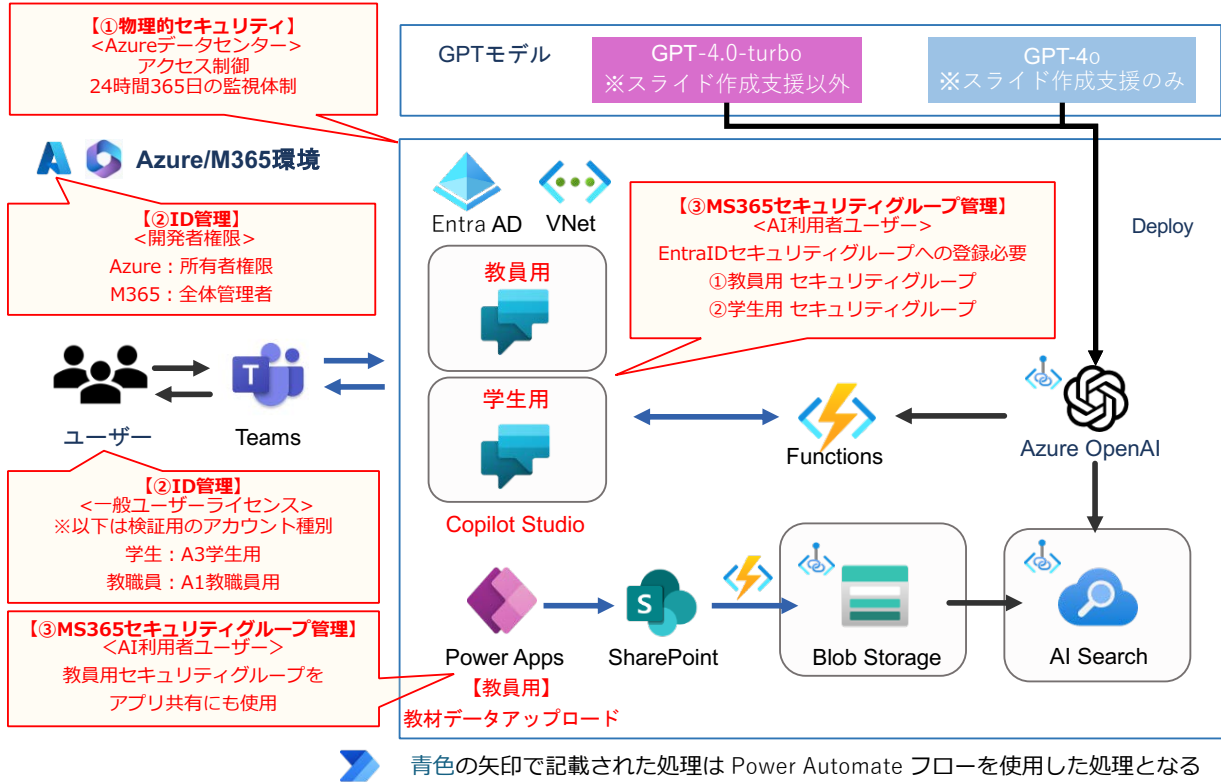 【①物理的セキュリティ】
<Azureデータセンター>
アクセス制御
24時間365日の監視体制
GPTモデル
GPT-4.0-turbo
※スライド作成支援以外
GPT-4o
※スライド作成支援のみ
Azure/M365環境
【②ID管理】
<開発者権限>
Azure：所有者権限
M365：全体管理者
Entra AD
VNet
【③MS365セキュリティグループ管理】
<AI利用者ユーザー>
EntraIDセキュリティグループへの登録必要
①教員用 セキュリティグループ
②学生用 セキュリティグループ
Deploy
教員用
学生用
Copilot Studio
ユーザー
T
Teams
Functions
Azure OpenAI
【②ID管理】
<一般ユーザーライセンス>
※以下は検証用のアカウント種別
学生：A3学生用
教職員：A1教職員用
【③MS365セキュリティグループ管理】
<AI利用者ユーザー>
教員用セキュリティグループを
アプリ共有にも使用
Power Apps
【教員用】
教材データアップロード
S
SharePoint
Blob Storage
AI Search
青色の矢印で記載された処理は Power Automate フローを使用した処理となる